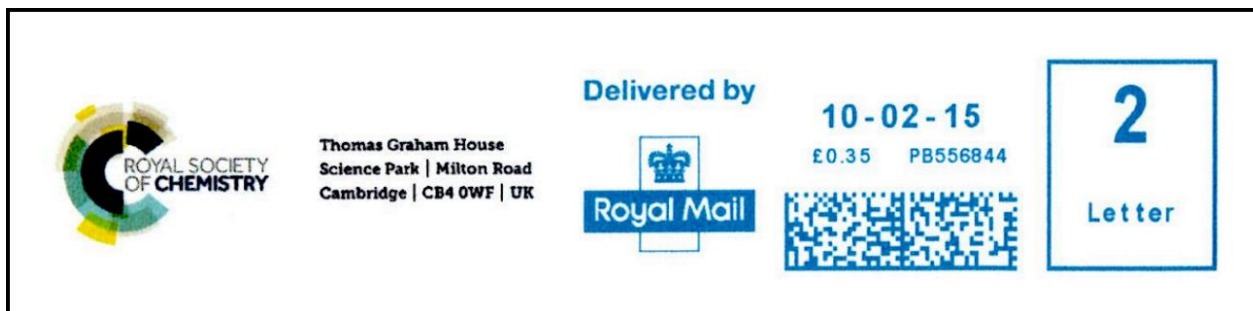 ROYAL SOCIETY
OF CHEMISTRY
Thomas Graham House
Science Park | Milton Road
Cambridge | CB4 0WF | UK
Delivered by
Royal Mail
10-02-15
£0.35 PB556844
2
Letter